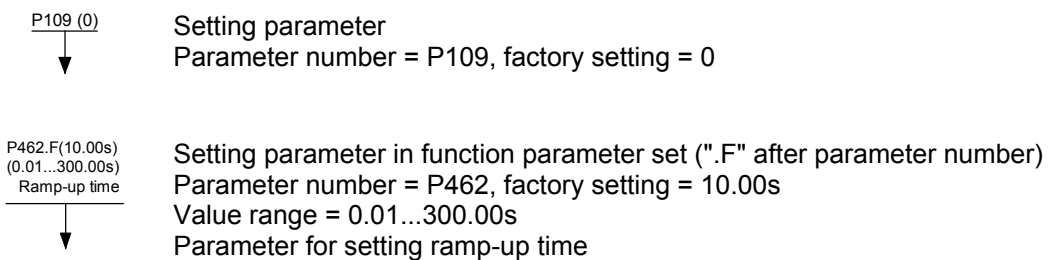 P109 (0)
Setting parameter
Parameter number = P109, factory setting = 0
P462.F(10.00s)
(0.01...300.00s)
Ramp-up time
Setting parameter in function parameter set (".F" after parameter number)
Parameter number = P462, factory setting = 10.00s
Value range = 0.01...300.00s
Parameter for setting ramp-up time